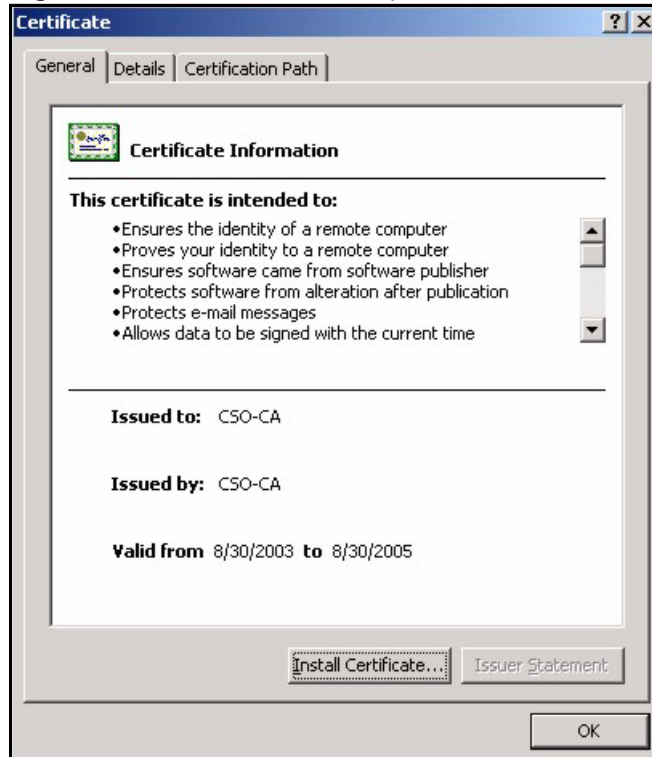 Certificate
General
Details
Certification Path
Certificate Information
This certificate is intended to:
•Ensures the identity of a remote computer
•Proves your identity to a remote computer
•Ensures software came from software publisher
•Protects software from alteration after publication
•Protects e-mail messages
•Allows data to be signed with the current time
Issued to: CSO-CA
Issued by: CSO-CA
Valid from 8/30/2003 to 8/30/2005
Install Certificate...
Issuer Statement
OK